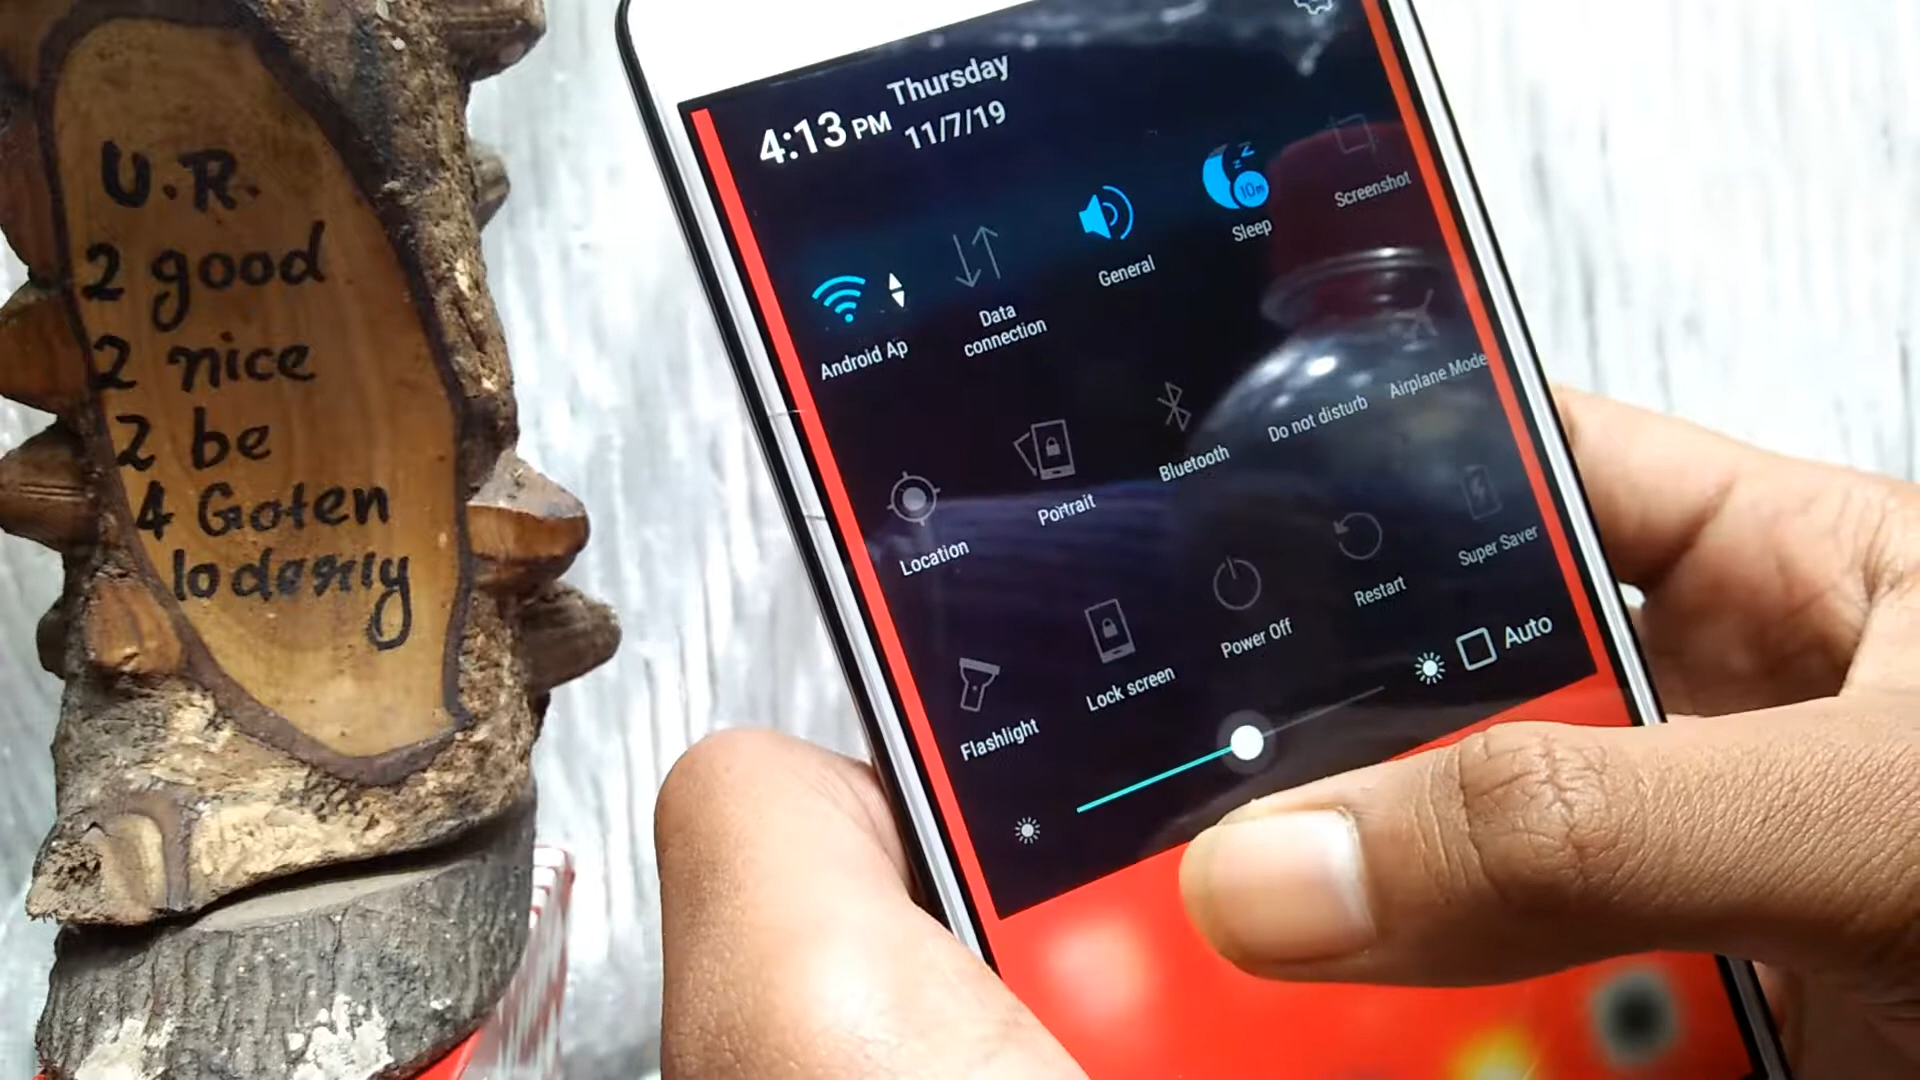 U.R.
2 good
2 nice
2 be
4 Goten
Thursday
4:13 PM
11/7/19
Android Ap
Data
connection
General
10m
Sleep
Screenshot
Location
Portrait
Bluetooth
Do not disturb
Airplane Mode
Flashlight
Lock screen
Power Off
Restart
Super Saver
Auto